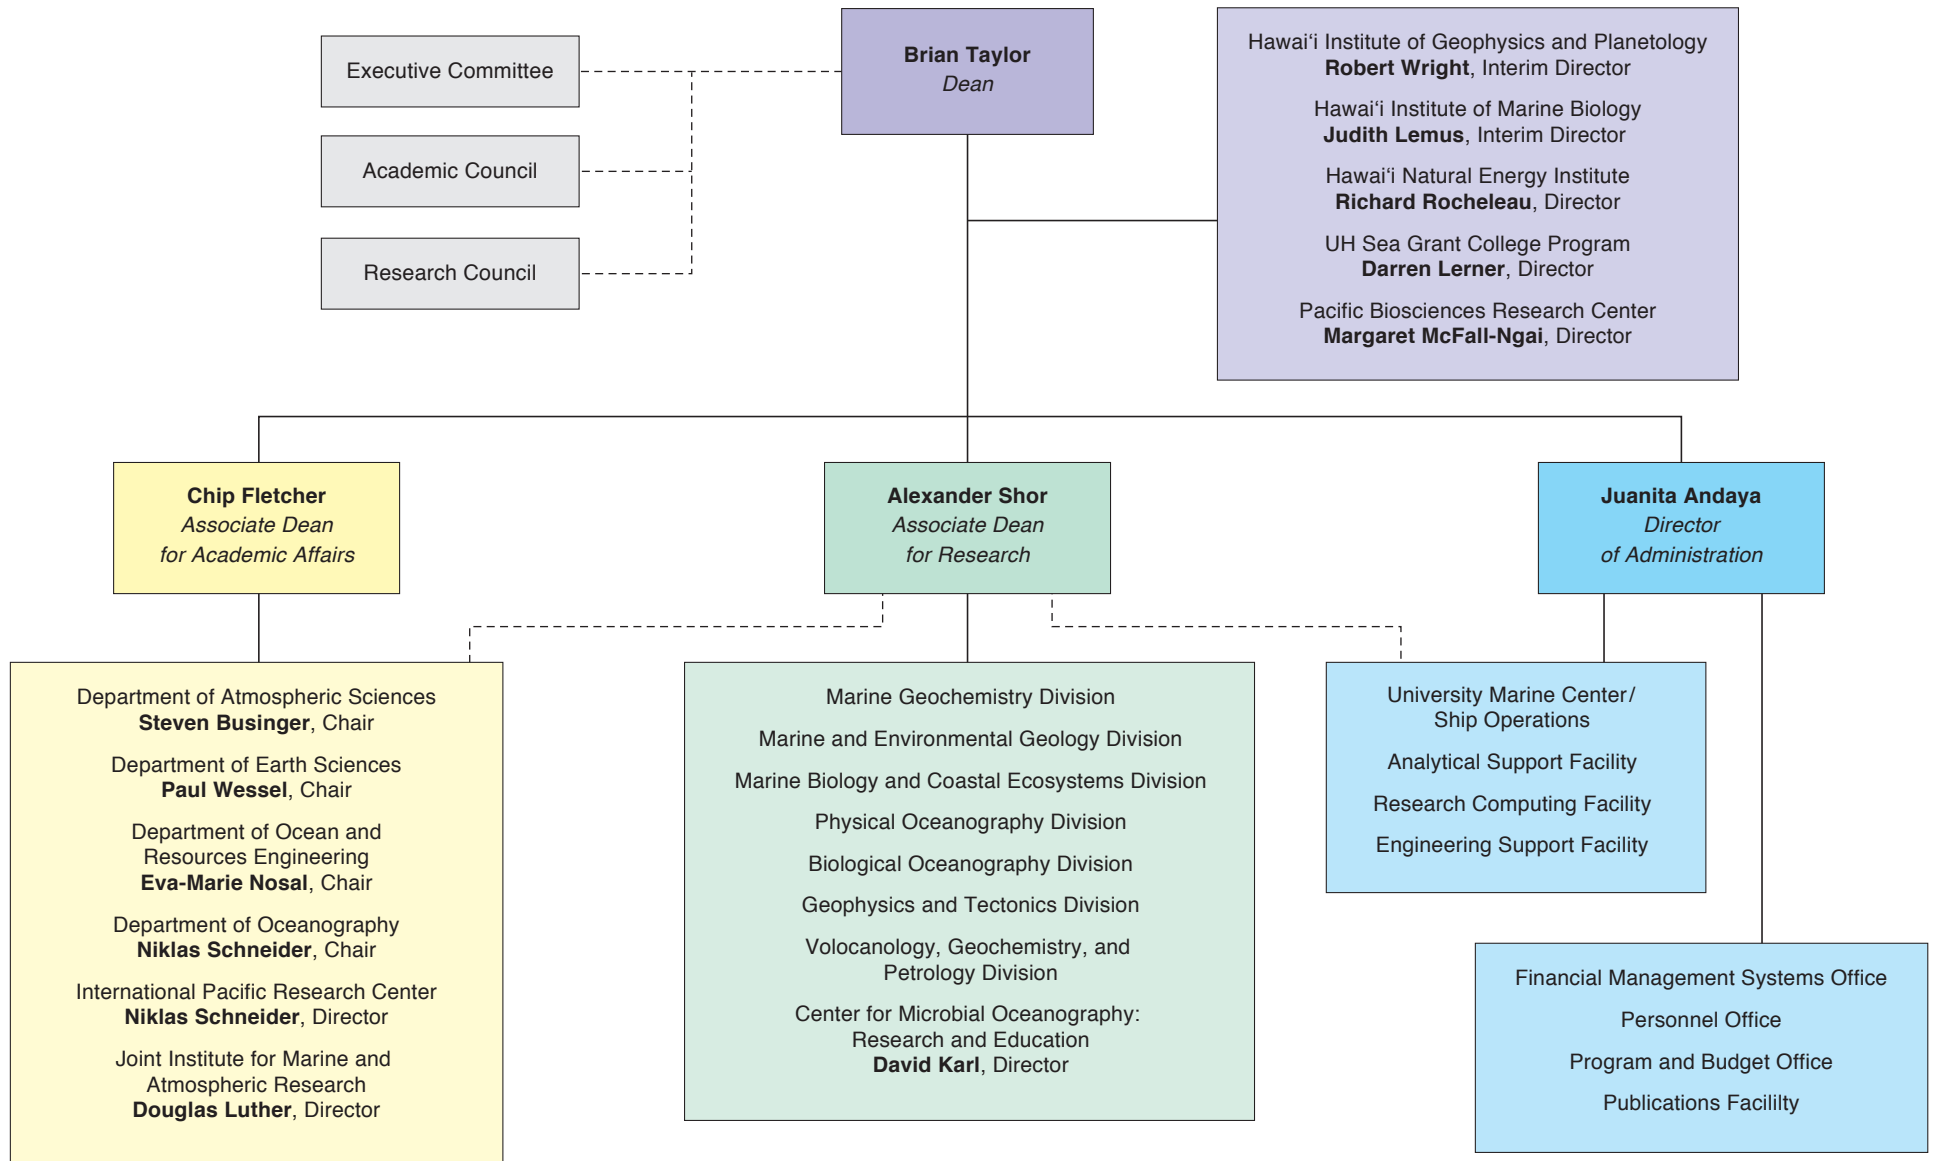 Executive Committee
Academic Council
Research Council
Brian Taylor
Dean
Hawai‘i Institute of Geophysics and Planetology
Robert Wright, Interim Director
Hawai‘i Institute of Marine Biology
Judith Lemus, Interim Director
Hawai‘i Natural Energy Institute
Richard Rocheleau, Director
UH Sea Grant College Program
Darren Lerner, Director
Pacific Biosciences Research Center
Margaret McFall-Ngai, Director
Chip Fletcher
Associate Dean
for Academic Affairs
Alexander Shor
Associate Dean
for Research
Juanita Andaya
Director
of Administration
Department of Atmospheric Sciences
Steven Businger, Chair
Department of Earth Sciences
Paul Wessel, Chair
Department of Ocean and
Resources Engineering
Eva-Marie Nosal, Chair
Department of Oceanography
Niklas Schneider, Chair
International Pacific Research Center
Niklas Schneider, Director
Joint Institute for Marine and
Atmospheric Research
Douglas Luther, Director
Marine Geochemistry Division
Marine and Environmental Geology Division
Marine Biology and Coastal Ecosystems Division
Physical Oceanography Division
Biological Oceanography Division
Geophysics and Tectonics Division
Volocanology, Geochemistry, and
Petrology Division
Center for Microbial Oceanography:
Research and Education
David Karl, Director
University Marine Center/
Ship Operations
Analytical Support Facility
Research Computing Facility
Engineering Support Facility
Financial Management Systems Office
Personnel Office
Program and Budget Office
Publications Facililty